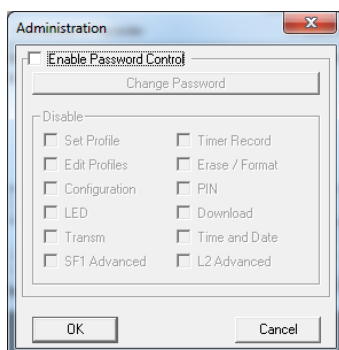 Administration
Enable Password Control
Change Password
Disable
Set Profile
Timer Record
Edit Profiles
Erase / Format
Configuration
PIN
LED
Download
Transm
Time and Date
SF1 Advanced
L2 Advanced
OK
Cancel